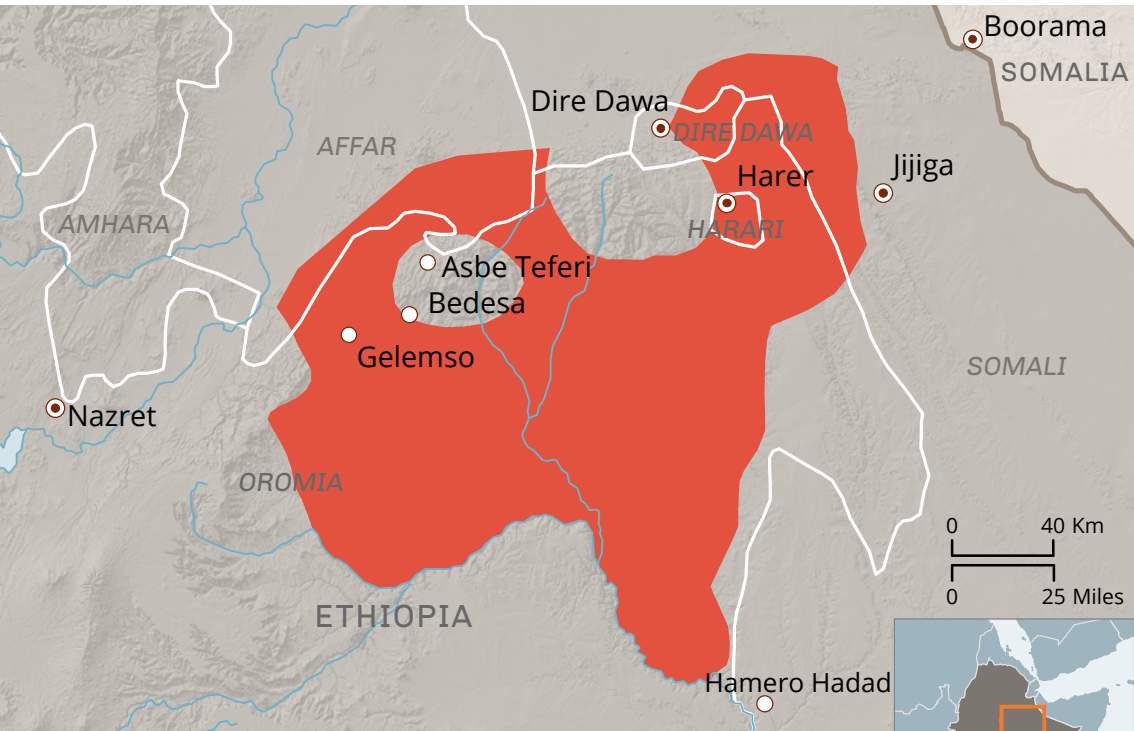 Boorama
SOMALIA
Dire Dawa
DIRE DAWA
AFFAR
Jijiga
Harer
AMHARA
HARARI
Asbe Teferi
Bedesa
Gelemso
SOMALI
Nazret
OROMIA
0 40 Km
0 25 Miles
ETHIOPIA
Hamero Hadad